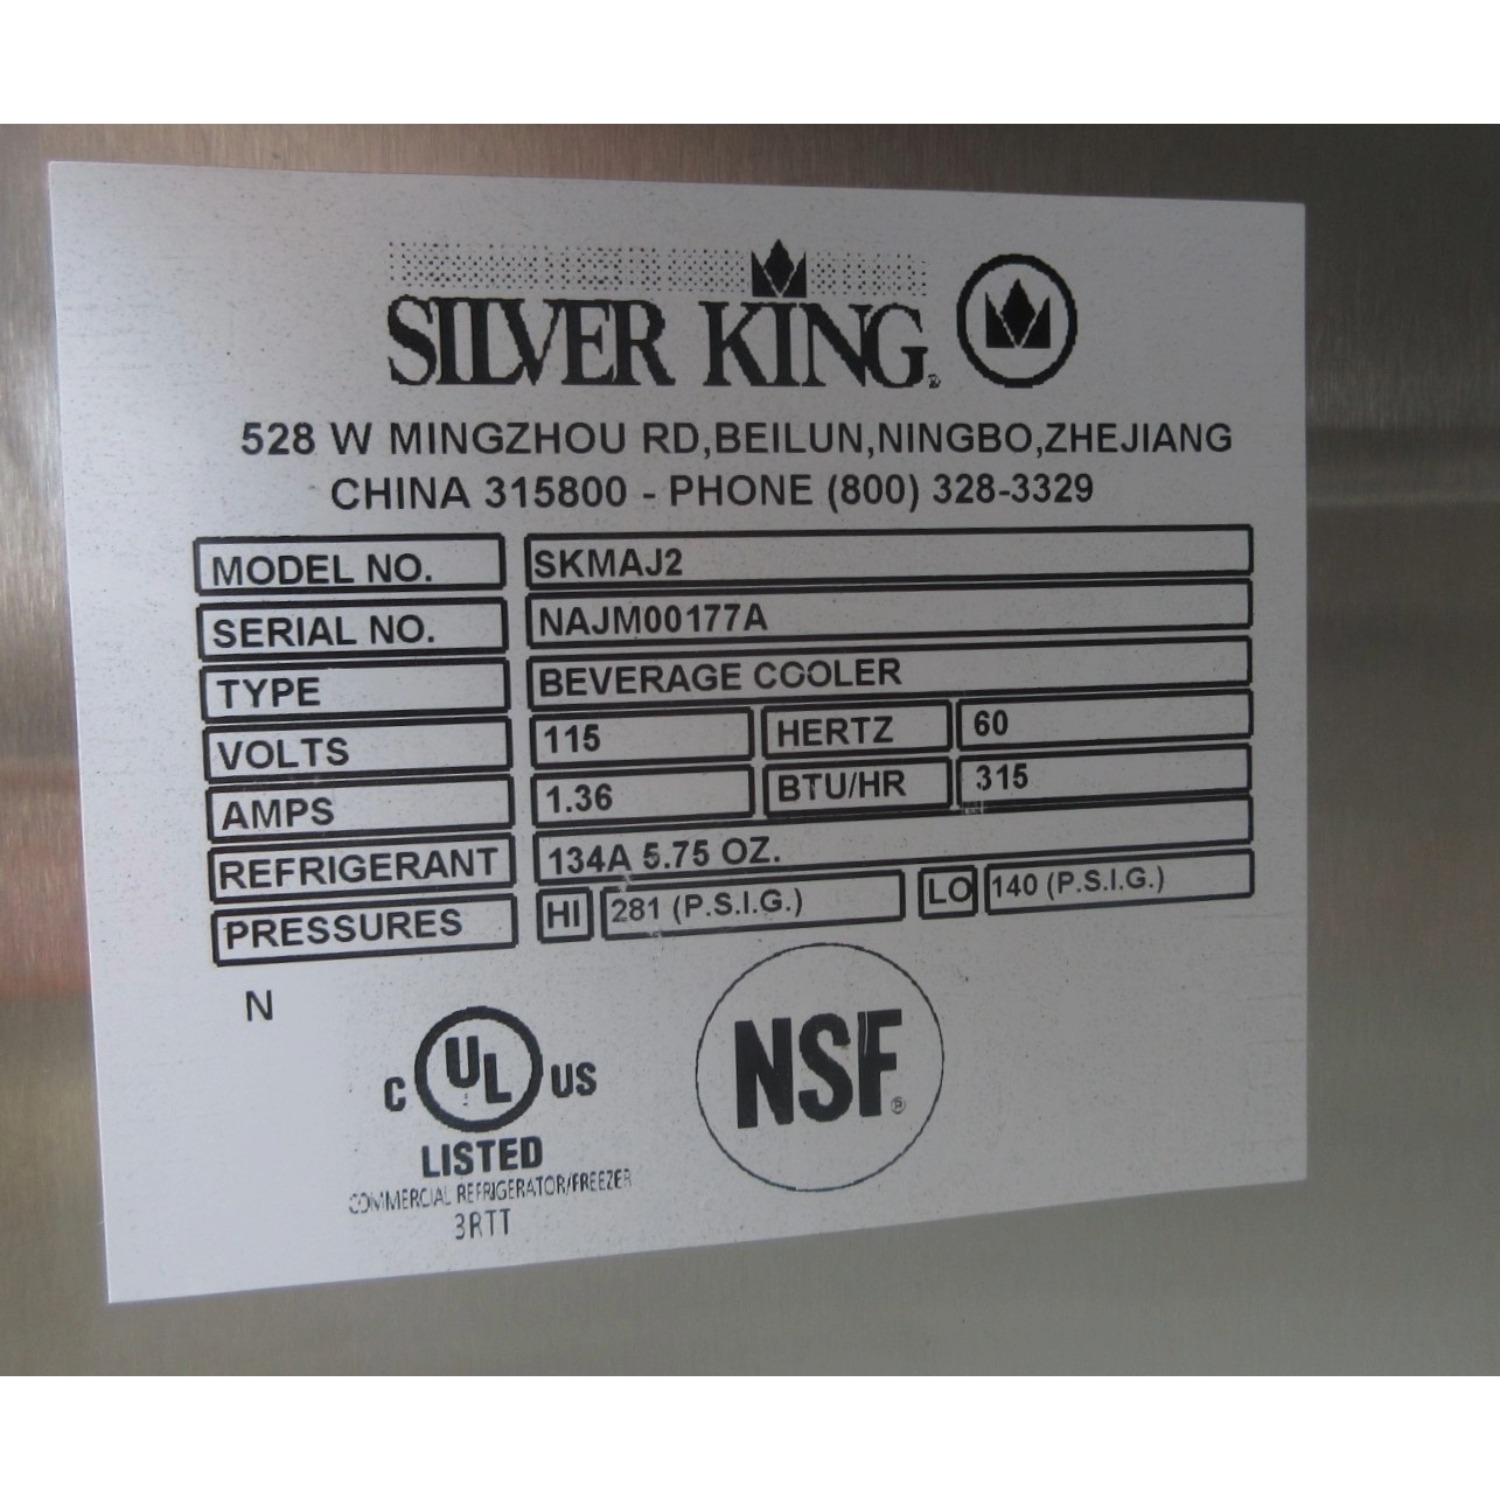 SILVER KING®
528 W MINGZHOU RD,BEILUN,NINGBO,ZHEJIANG
CHINA 315800 - PHONE (800) 328-3329
MODEL NO. SKMAJ2
SERIAL NO. NAJM00177A
TYPE BEVERAGE COOLER
VOLTS 115 HERTZ 60
AMPS 1.36 BTU/HR 315
REFRIGERANT 134A 5.75 OZ.
PRESSURES HI 281 (P.S.I.G.) LO 140 (P.S.I.G.)
N
C UL US
LISTED
COMMERCIAL REFRIGERATOR/FREEZER
3RTT
NSF®